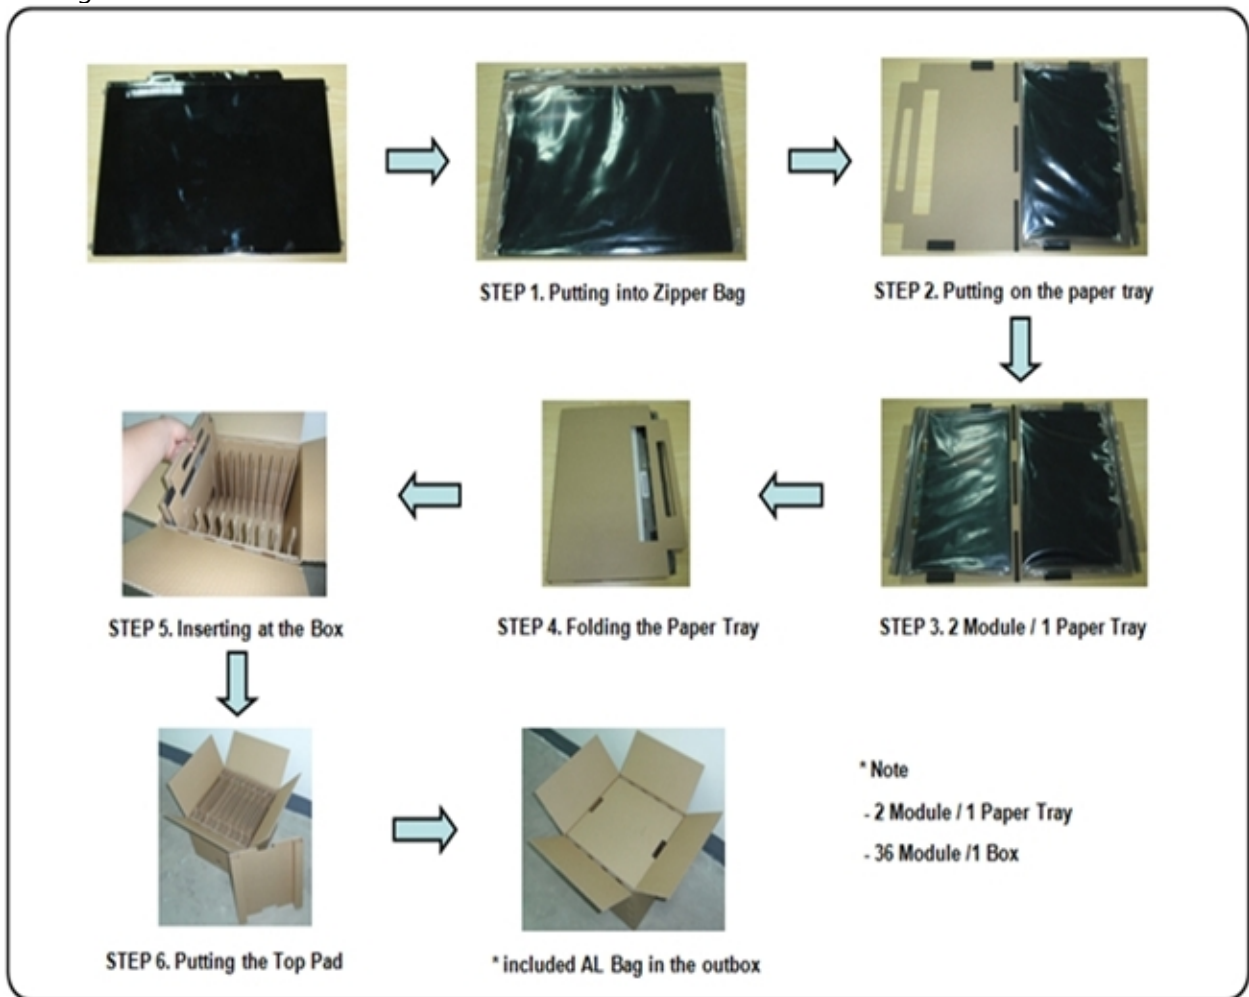 STEP 1. Putting into Zipper Bag
STEP 2. Putting on the paper tray
STEP 3. 2 Module / 1 Paper Tray
STEP 4. Folding the Paper Tray
STEP 5. Inserting at the Box
STEP 6. Putting the Top Pad
* included AL Bag in the outbox
* Note
- 2 Module / 1 Paper Tray
- 36 Module /1 Box